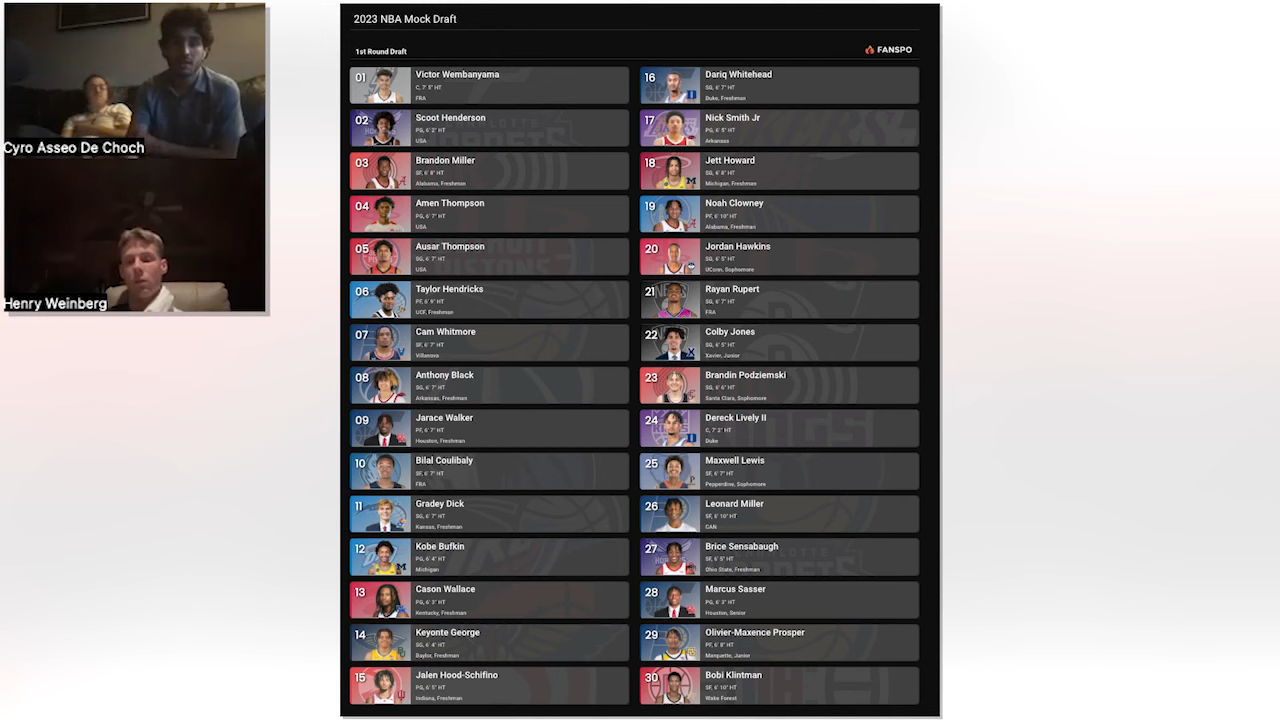 Cyro Asseo De Choch
Henry Weinberg
2023 NBA Mock Draft
1st Round Draft
FANSPO
01
Victor Wembanyama
C, 7' 5" HT
FRA
02
Scoot Henderson
PG, 6' 2" HT
USA
03
Brandon Miller
SF, 6' 8" HT
Alabama, Freshman
04
Amen Thompson
PG, 6' 7" HT
USA
05
Ausar Thompson
SG, 6' 7" HT
USA
06
Taylor Hendricks
PF, 6' 9" HT
UCF, Freshman
07
Cam Whitmore
SF, 6' 7" HT
Villanova
08
Anthony Black
SG, 6' 7" HT
Arkansas, Freshman
09
Jarace Walker
PF, 6' 7" HT
Houston, Freshman
10
Bilal Coulibaly
SF, 6' 7" HT
FRA
11
Gradey Dick
SG, 6' 7" HT
Kansas, Freshman
12
Kobe Bufkin
PG, 6' 4" HT
Michigan
13
Cason Wallace
PG, 6' 3" HT
Kentucky, Freshman
14
Keyonte George
SG, 6' 4" HT
Baylor, Freshman
15
Jalen Hood-Schifino
PG, 6' 5" HT
Indiana, Freshman
16
Dariq Whitehead
SG, 6' 7" HT
Duke, Freshman
17
Nick Smith Jr
PG, 6' 5" HT
Arkansas
18
Jett Howard
SG, 6' 8" HT
Michigan, Freshman
19
Noah Clowney
PF, 6' 10" HT
Alabama, Freshman
20
Jordan Hawkins
SG, 6' 5" HT
UConn, Sophomore
21
Rayan Rupert
SG, 6' 7" HT
FRA
22
Colby Jones
SG, 6' 5" HT
Xavier, Junior
23
Brandin Podziemski
SG, 6' 6" HT
Santa Clara, Sophomore
24
Dereck Lively II
C, 7' 2" HT
Duke
25
Maxwell Lewis
SF, 6' 7" HT
Pepperdine, Sophomore
26
Leonard Miller
SF, 6' 10" HT
CAN
27
Brice Sensabaugh
SF, 6' 5" HT
Ohio State, Freshman
28
Marcus Sasser
PG, 6' 3" HT
Houston, Senior
29
Olivier-Maxence Prosper
PF, 6' 8" HT
Marquette, Junior
30
Bobi Klintman
SF, 6' 10" HT
Wake Forest